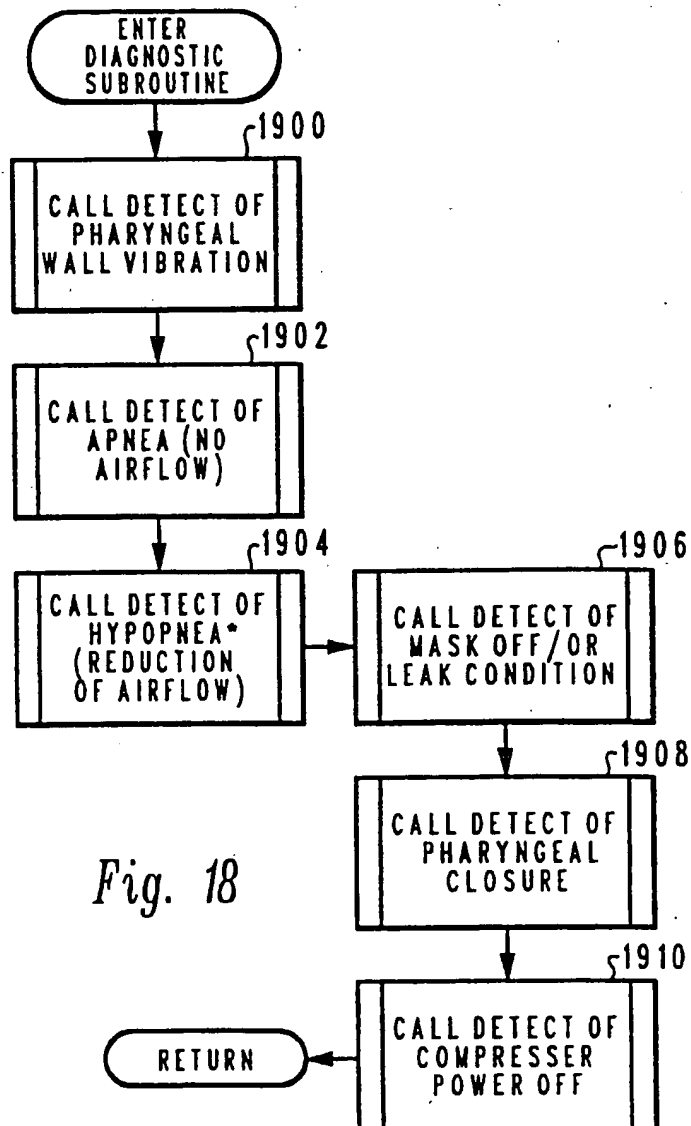 ENTER
DIAGNOSTIC
SUBROUTINE
1900
CALL DETECT OF
PHARYNGEAL
WALL VIBRATION
1902
CALL DETECT OF
APNEA (NO
AIRFLOW)
1904
CALL DETECT OF
HYPOPNEA*
(REDUCTION
OF AIRFLOW)
1906
CALL DETECT OF
MASK OFF/OR
LEAK CONDITION
1908
CALL DETECT OF
PHARYNGEAL
CLOSURE
1910
CALL DETECT OF
COMPRESSER
POWER OFF
RETURN
Fig. 18